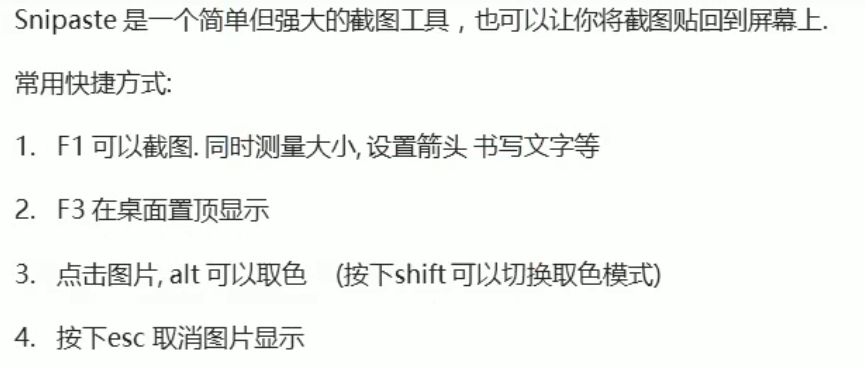 Snipaste 是一个简单但强大的截图工具，也可以让你将截图贴回到屏幕上.
常用快捷方式:
1. F1 可以截图. 同时测量大小, 设置箭头 书写文字等
2. F3 在桌面置顶显示
3. 点击图片, alt 可以取色 (按下shift 可以切换取色模式)
4. 按下esc 取消图片显示